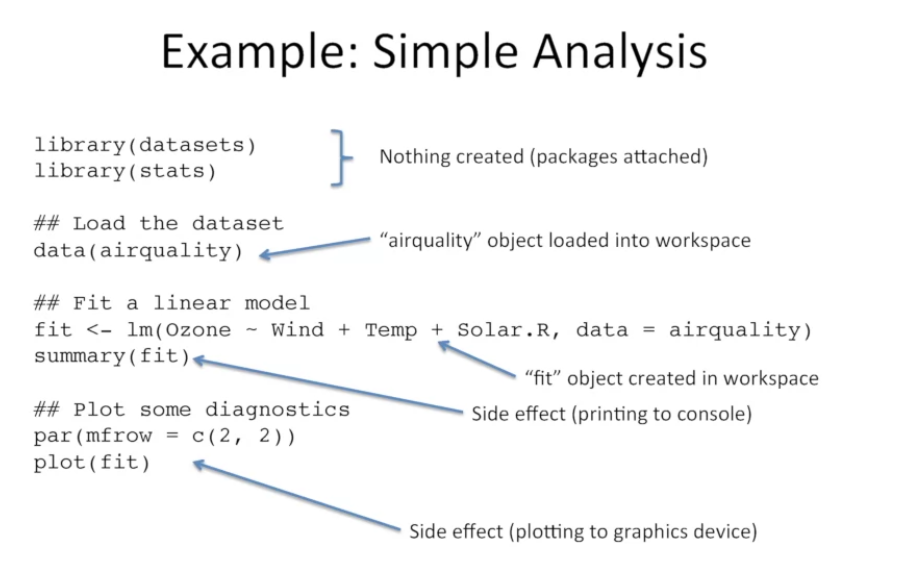 Example: Simple Analysis
library(datasets)
library(stats)
Nothing created (packages attached)
## Load the dataset
data(airquality)
“airquality” object loaded into workspace
## Fit a linear model
fit <- lm(Ozone ~ Wind + Temp + Solar.R, data = airquality)
summary(fit)
“fit” object created in workspace
Side effect (printing to console)
## Plot some diagnostics
par(mfrow = c(2, 2))
plot(fit)
Side effect (plotting to graphics device)